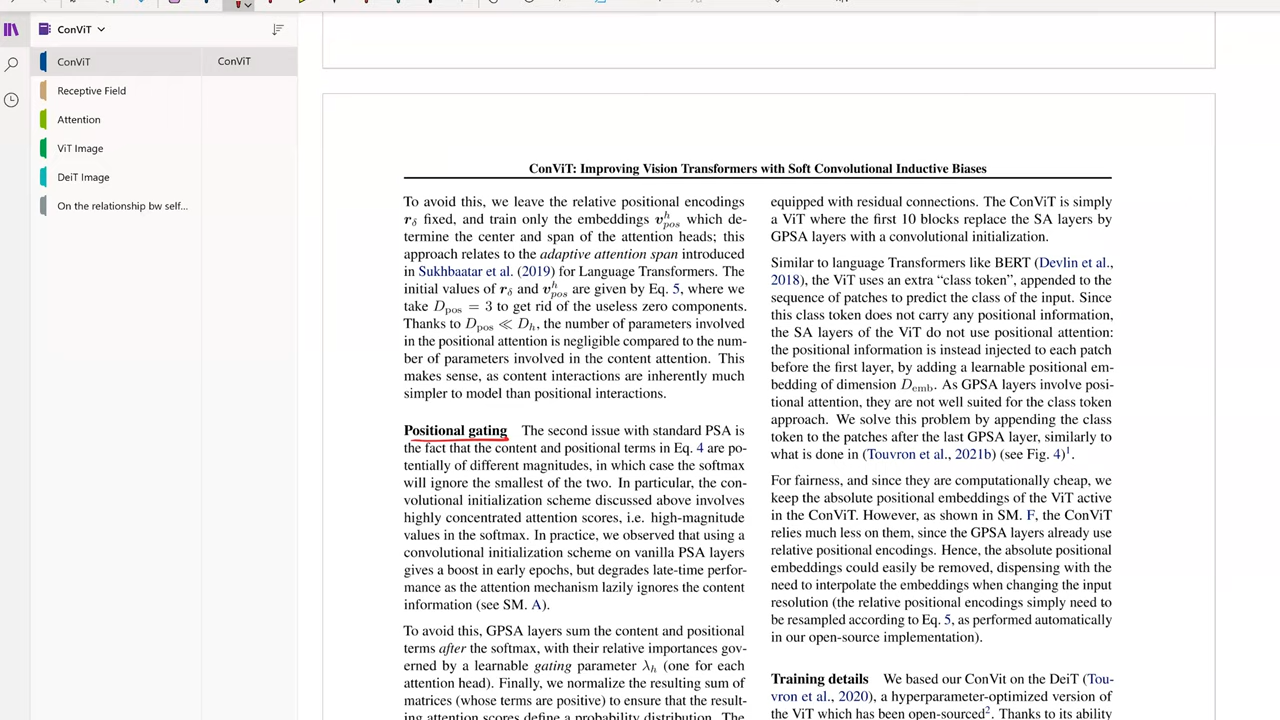 ConViT
ConViT
ConViT
Receptive Field
Attention
ViT Image
DeiT Image
On the relationship bw self...
ConViT: Improving Vision Transformers with Soft Convolutional Inductive Biases
To avoid this, we leave the relative positional encodings
r_δ fixed, and train only the embeddings v^h_pos which de-
termine the center and span of the attention heads; this
approach relates to the adaptive attention span introduced
in Sukhbaatar et al. (2019) for Language Transformers. The
initial values of r_δ and v^h_pos are given by Eq. 5, where we
take D_pos = 3 to get rid of the useless zero components.
Thanks to D_pos ≪ D_h, the number of parameters involved
in the positional attention is negligible compared to the num-
ber of parameters involved in the content attention. This
makes sense, as content interactions are inherently much
simpler to model than positional interactions.
Positional gating The second issue with standard PSA is
the fact that the content and positional terms in Eq. 4 are po-
tentially of different magnitudes, in which case the softmax
will ignore the smallest of the two. In particular, the con-
volutional initialization scheme discussed above involves
highly concentrated attention scores, i.e. high-magnitude
values in the softmax. In practice, we observed that using a
convolutional initialization scheme on vanilla PSA layers
gives a boost in early epochs, but degrades late-time perfor-
mance as the attention mechanism lazily ignores the content
information (see SM. A).
To avoid this, GPSA layers sum the content and positional
terms after the softmax, with their relative importances gov-
erned by a learnable gating parameter λ_h (one for each
attention head). Finally, we normalize the resulting sum of
matrices (whose terms are positive) to ensure that the result-
ing attention scores define a probability distribution. The
equipped with residual connections. The ConViT is simply
a ViT where the first 10 blocks replace the SA layers by
GPSA layers with a convolutional initialization.
Similar to language Transformers like BERT (Devlin et al.,
2018), the ViT uses an extra “class token”, appended to the
sequence of patches to predict the class of the input. Since
this class token does not carry any positional information,
the SA layers of the ViT do not use positional attention:
the positional information is instead injected to each patch
before the first layer, by adding a learnable positional em-
bedding of dimension D_emb. As GPSA layers involve posi-
tional attention, they are not well suited for the class token
approach. We solve this problem by appending the class
token to the patches after the last GPSA layer, similarly to
what is done in (Touvron et al., 2021b) (see Fig. 4)¹.
For fairness, and since they are computationally cheap, we
keep the absolute positional embeddings of the ViT active
in the ConViT. However, as shown in SM. F, the ConViT
relies much less on them, since the GPSA layers already use
relative positional encodings. Hence, the absolute positional
embeddings could easily be removed, dispensing with the
need to interpolate the embeddings when changing the input
resolution (the relative positional encodings simply need to
be resampled according to Eq. 5, as performed automatically
in our open-source implementation).
Training details We based our ConVit on the DeiT (Tou-
vron et al., 2020), a hyperparameter-optimized version of
the ViT which has been open-sourced². Thanks to its ability